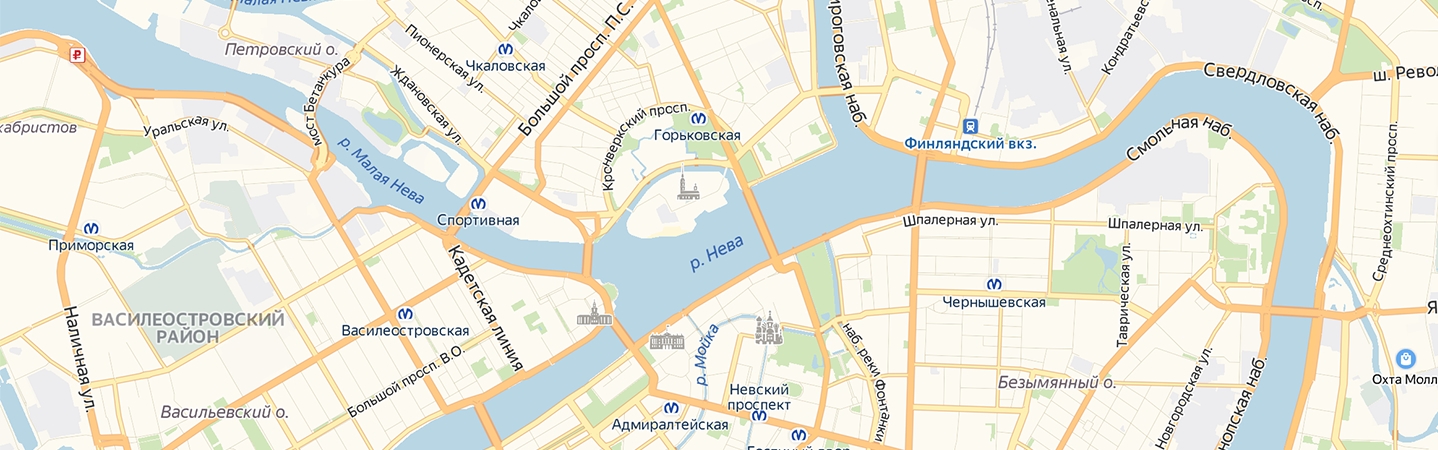 Малая Нева
Петровский о.
Пионерская ул.
Чкаловская
Большой просп. П.С.
Ждановская ул.
мост Бетанкура
Уральская ул.
р. Малая Нева
Кронверкский просп.
Горьковская
Спортивная
Приморская
Кадетская линия
ВАСИЛЕОСТРОВСКИЙ
РАЙОН
Василеостровская
Наличная ул.
Большой просп. В.О.
Васильевский о.
р. Нева
р. Мойка
Невский
проспект
Адмиралтейская
наб. реки Фонтанки
Финляндский вкз.
Свердловская наб.
Смольная наб.
Шпалерная ул.
Шпалерная ул.
Чернышевская
Таврическая ул.
Безымянный о.
Новгородская ул.
Среднеохтинский просп.
Охта Молл
₽